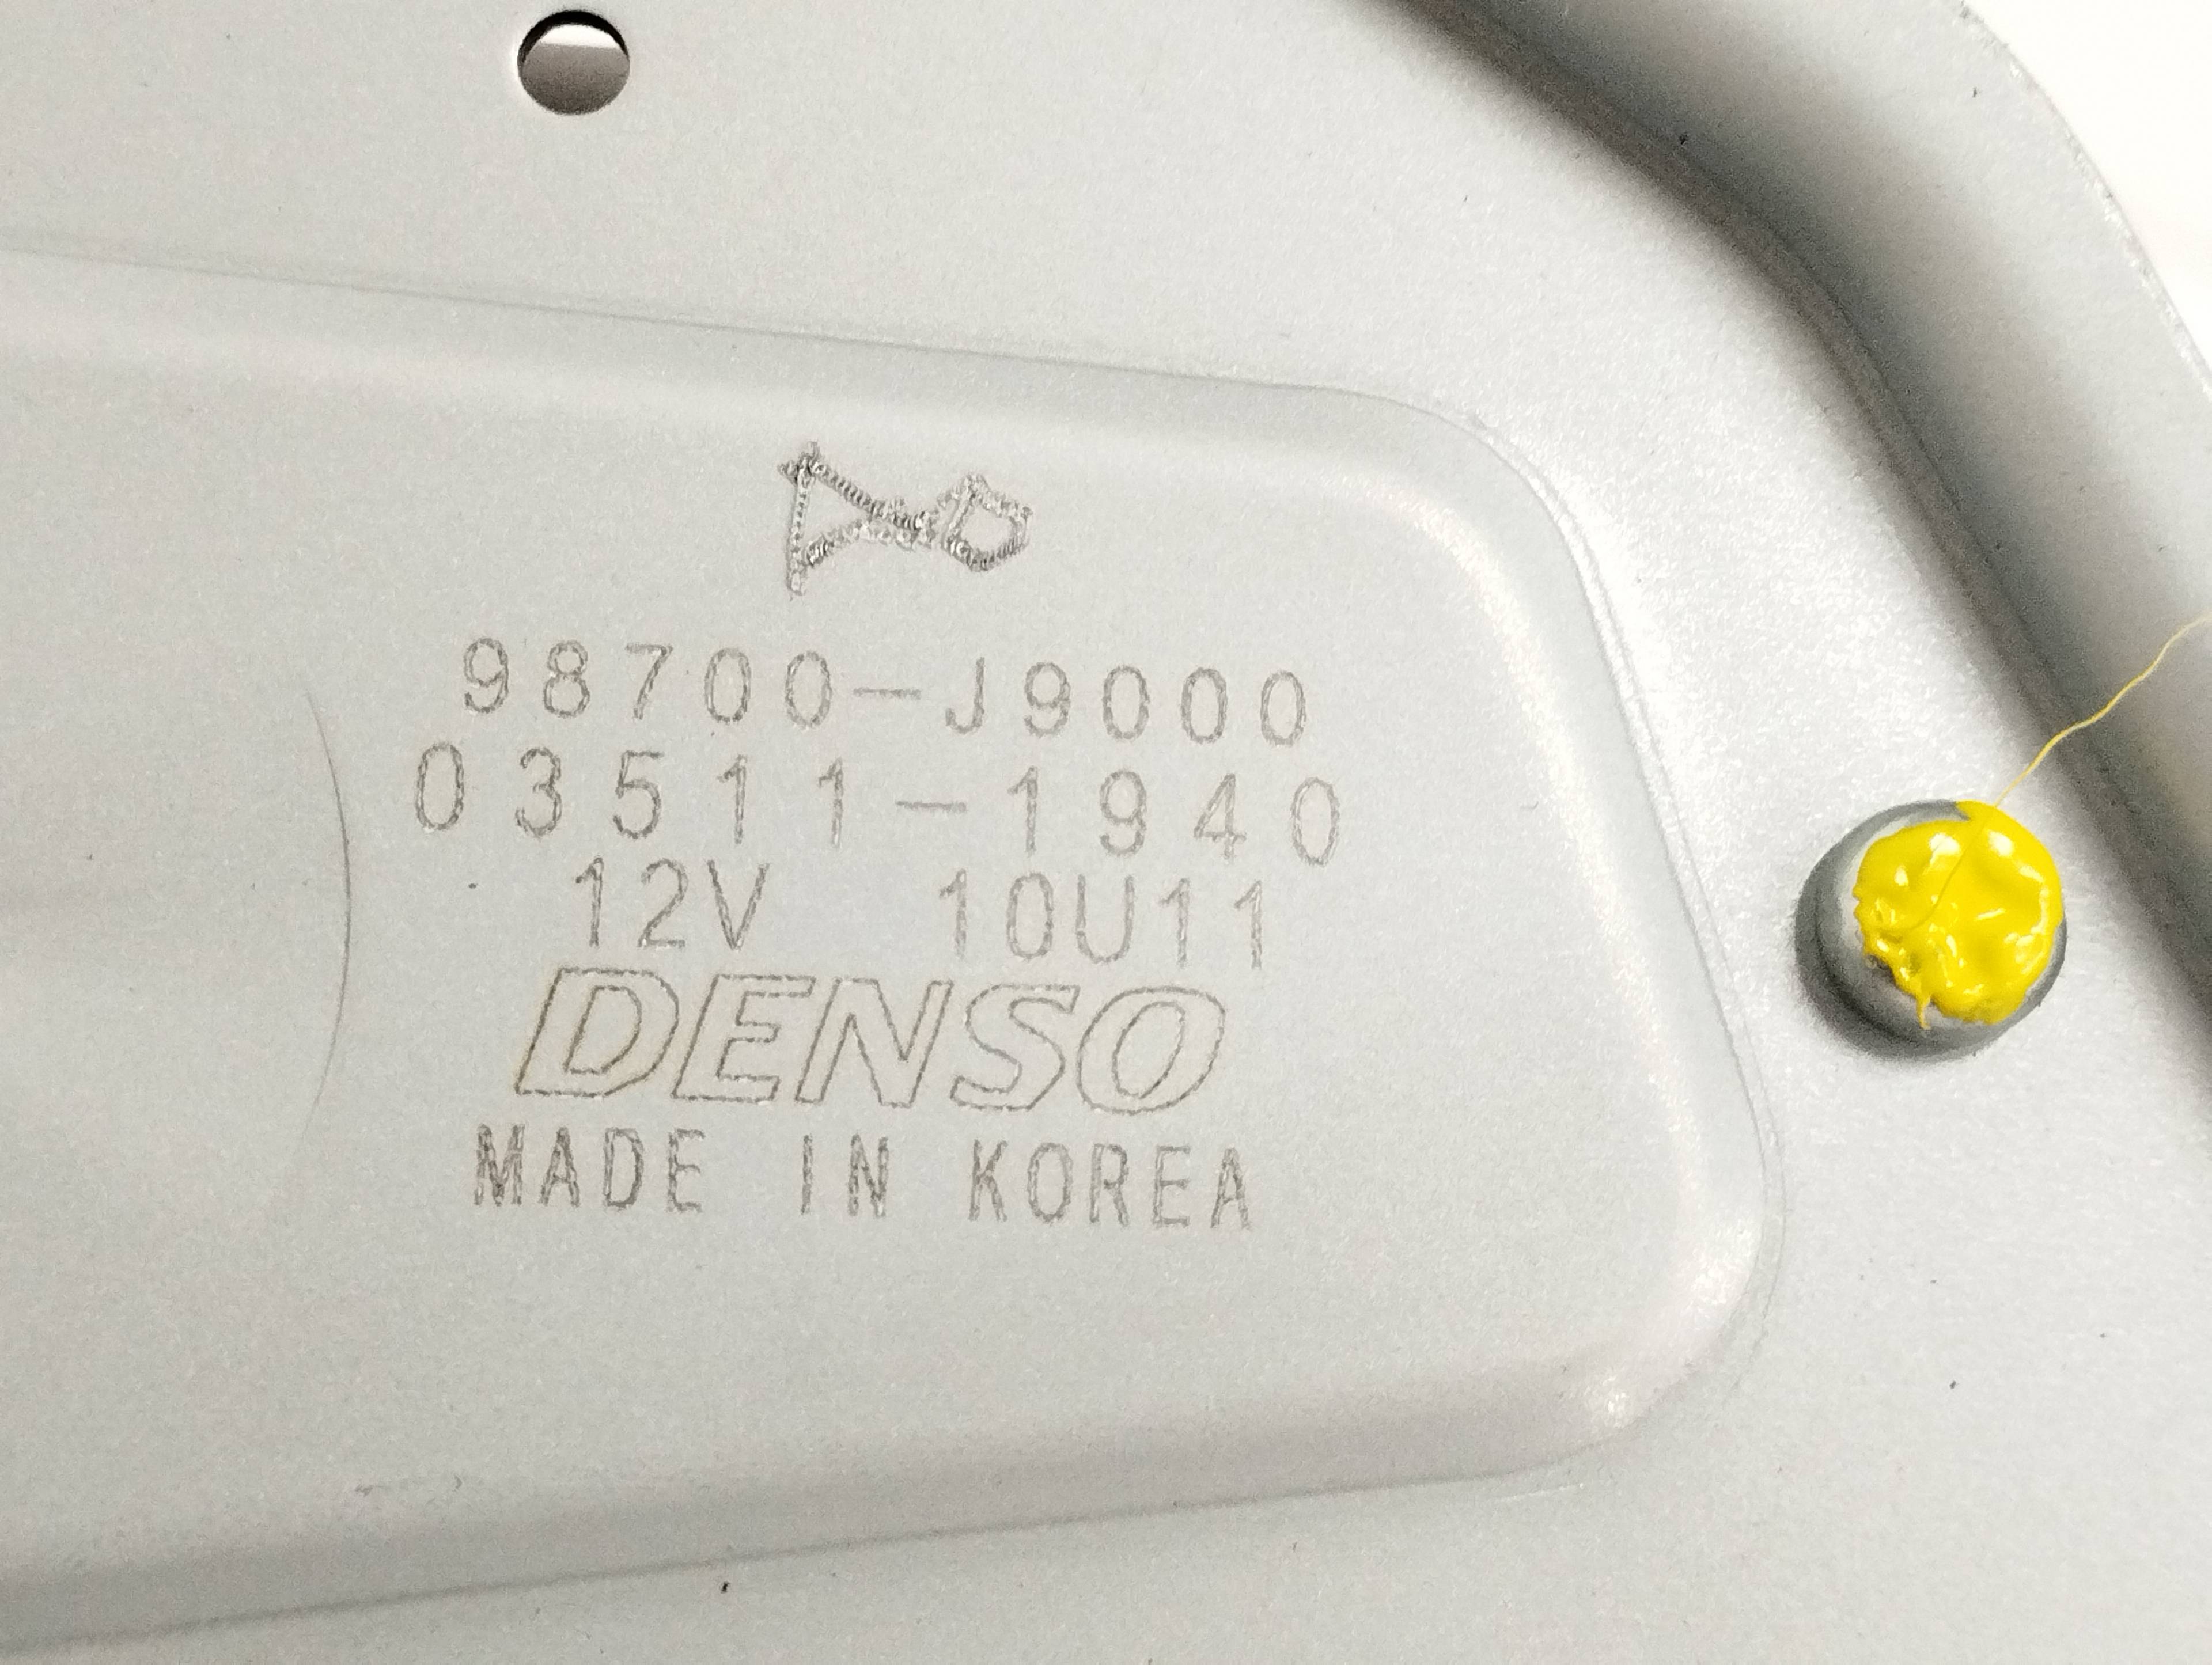 98700-J9000
03511-1940
12V 10U11
DENSO
MADE IN KOREA